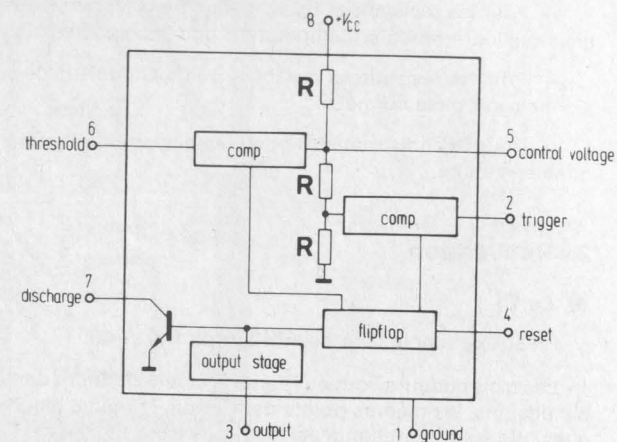 8 +Vcc
R
6
threshold
comp
5
control voltage
R
2
comp
trigger
R
7
discharge
flipflop
4
reset
output stage
3 output
1 ground